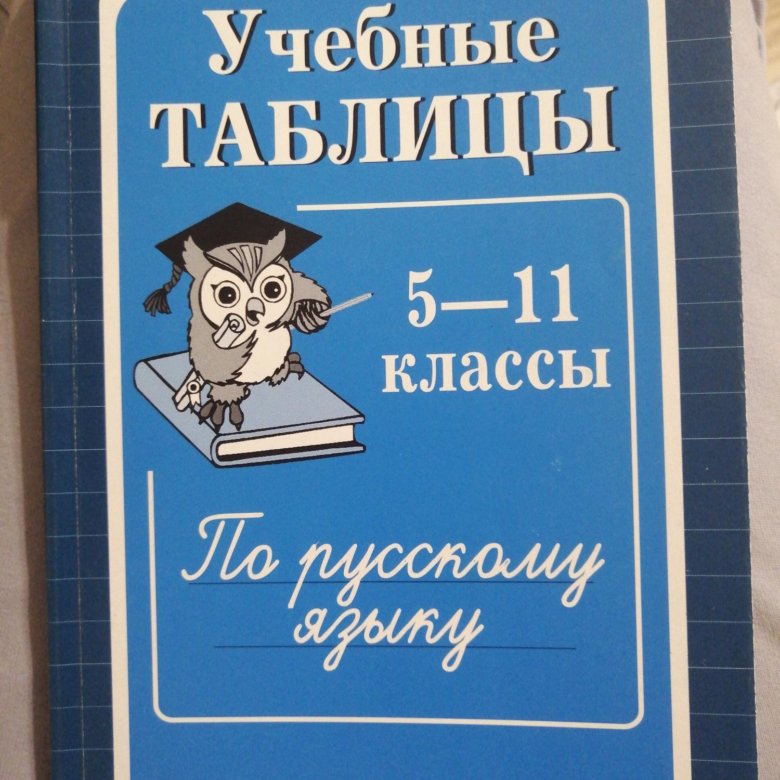 Учебные
ТАБЛИЦЫ
5—11
классы
По русскому
языку